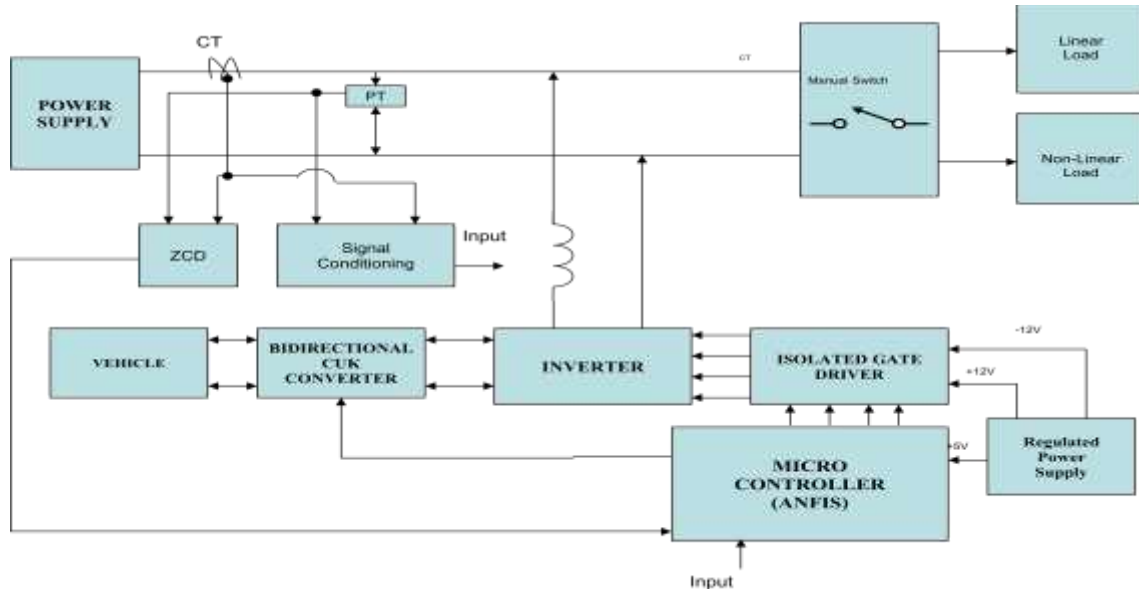 CT
POWER
SUPPLY
PT
CT
Manual Switch
Linear
Load
Non-Linear
Load
ZCD
Signal
Conditioning
Input
VEHICLE
BIDIRECTIONAL
CUK
CONVERTER
INVERTER
ISOLATED GATE
DRIVER
-12V
+12V
+5V
Regulated
Power
Supply
MICRO
CONTROLLER
(ANFIS)
Input